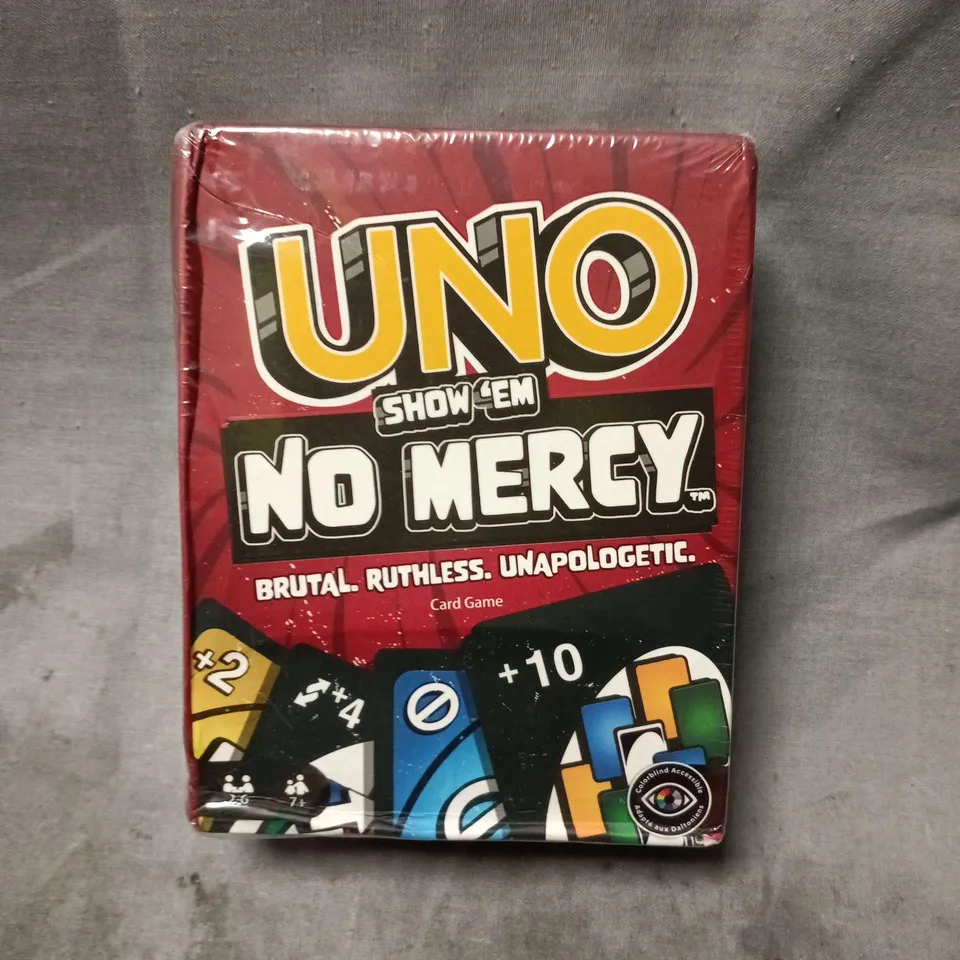 UNO
SHOW 'EM
NO MERCY™
BRUTAL. RUTHLESS. UNAPOLOGETIC.
Card Game
×2
+4
+10
2-6
7+
Colorblind Accessible
Adapté aux Daltoniens